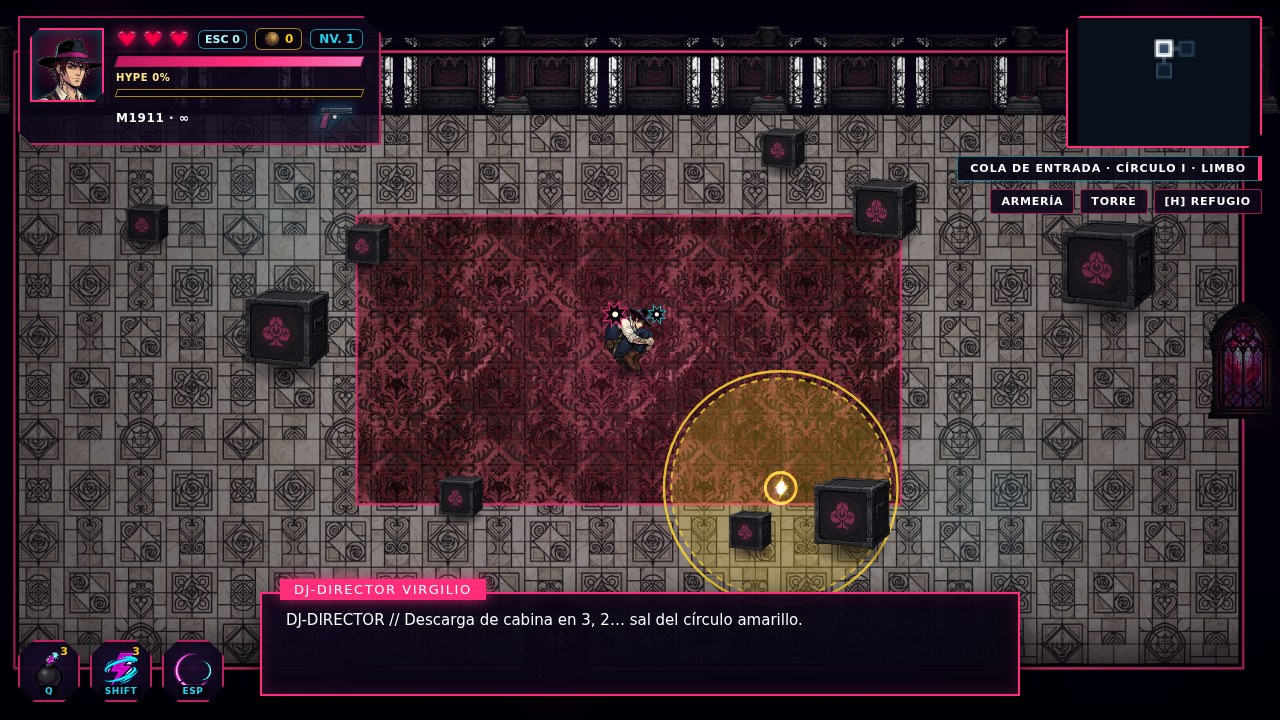 ESC 0
0
NV. 1
HYPE 0%
M1911 · ∞
COLA DE ENTRADA · CÍRCULO I · LIMBO
ARMERÍA
TORRE
[H] REFUGIO
DJ-DIRECTOR VIRGILIO
DJ-DIRECTOR // Descarga de cabina en 3, 2... sal del círculo amarillo.
3
Q
3
SHIFT
ESP